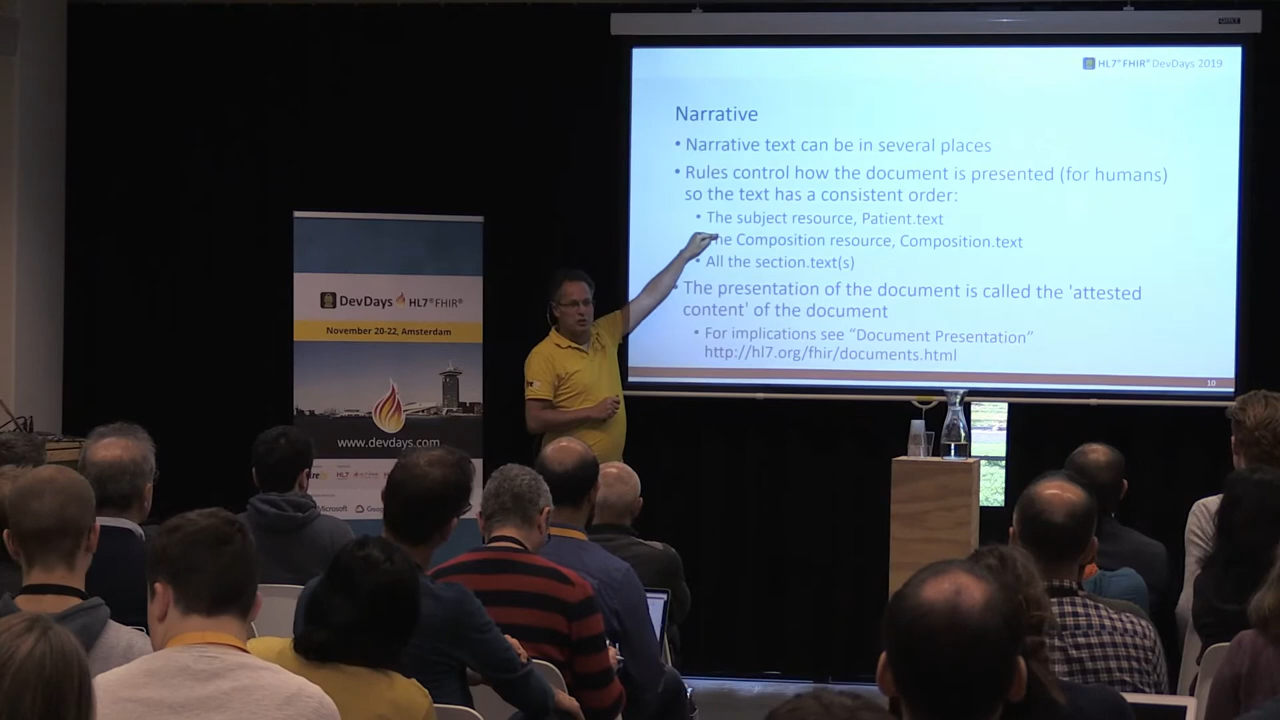 HL7® FHIR® DevDays 2019
Narrative
• Narrative text can be in several places
• Rules control how the document is presented (for humans)
so the text has a consistent order:
• The subject resource, Patient.text
Composition resource, Composition.text
• All the section.text(s)
• The presentation of the document is called the 'attested
content' of the document
• For implications see “Document Presentation”
http://hl7.org/fhir/documents.html
10
DevDays HL7® FHIR®
November 20-22, Amsterdam
www.devdays.com
HL7
Microsoft